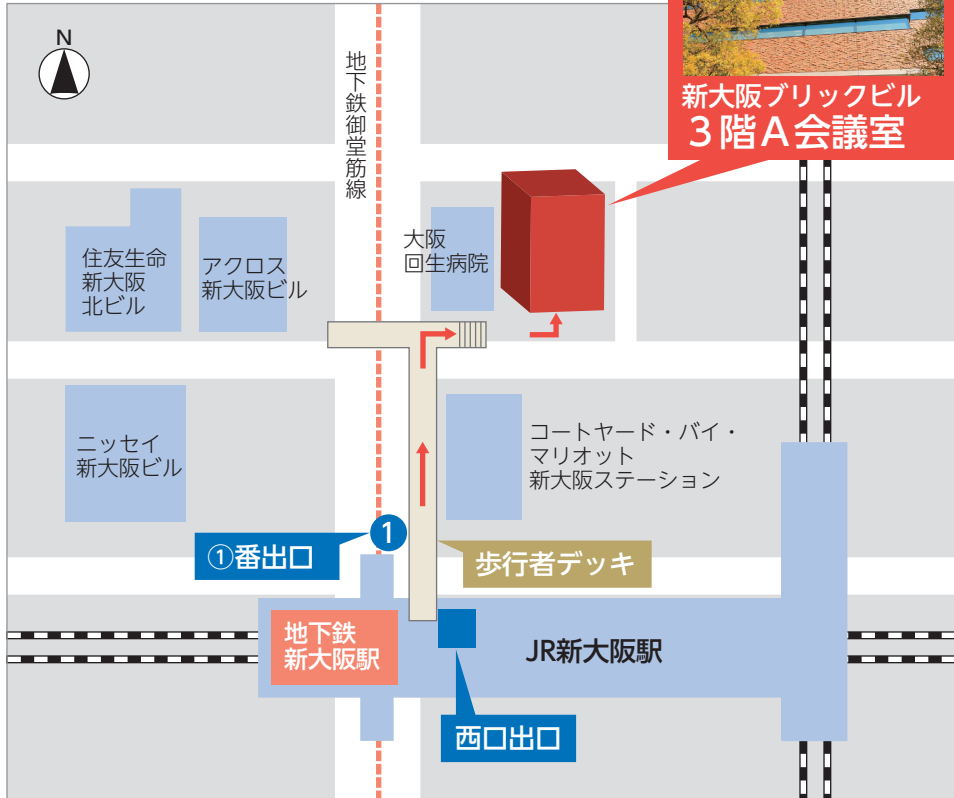 N
地下鉄御堂筋線
新大阪ブリックビル
3階A会議室
住友生命
新大阪
北ビル
アクロス
新大阪ビル
大阪
回生病院
ニッセイ
新大阪ビル
コートヤード・バイ・
マリオット
新大阪ステーション
1
①番出口
歩行者デッキ
地下鉄
新大阪駅
JR新大阪駅
西口出口